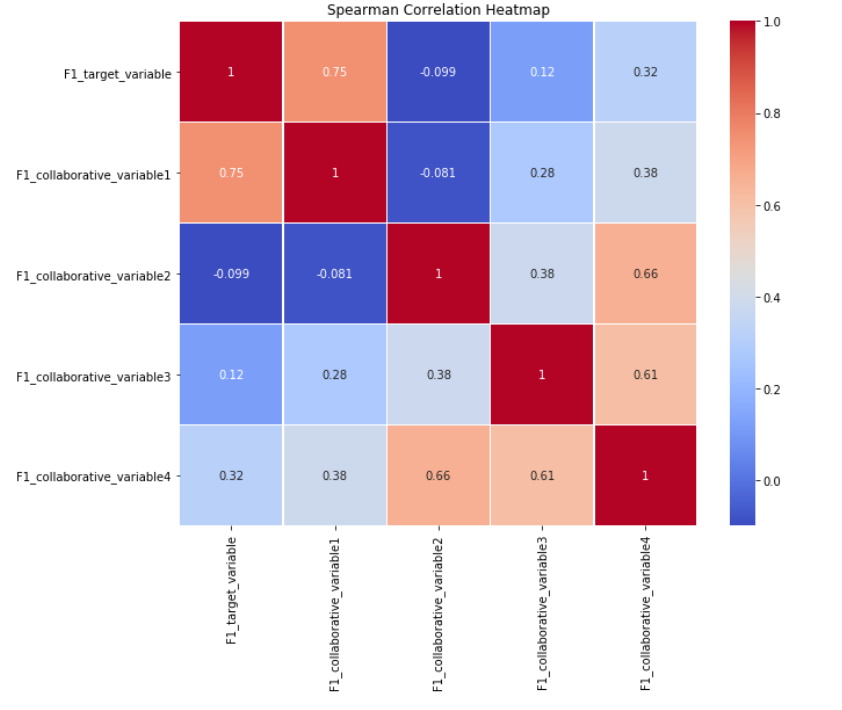 Spearman Correlation Heatmap
F1_target_variable 1 0.75 -0.099 0.12 0.32
F1_collaborative_variable1 0.75 1 -0.081 0.28 0.38
F1_collaborative_variable2 -0.099 -0.081 1 0.38 0.66
F1_collaborative_variable3 0.12 0.28 0.38 1 0.61
F1_collaborative_variable4 0.32 0.38 0.66 0.61 1
F1_target_variable
F1_collaborative_variable1
F1_collaborative_variable2
F1_collaborative_variable3
F1_collaborative_variable4
1.0
0.8
0.6
0.4
0.2
0.0